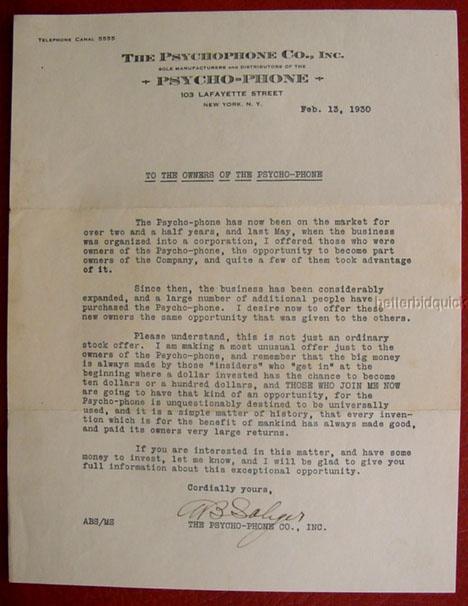 TELEPHONE CANAL 5555
THE PSYCHOPHONE CO., INC.
SOLE MANUFACTURERS AND DISTRIBUTORS OF THE
PSYCHO-PHONE
103 LAFAYETTE STREET
NEW YORK, N. Y.
Feb. 13, 1930
TO THE OWNERS OF THE PSYCHO-PHONE
The Psycho-phone has now been on the market for
over two and a half years, and last May, when the business
was organized into a corporation, I offered those who were
owners of the Psycho-phone, the opportunity to become part
owners of the Company, and quite a few of them took advantage
of it.
Since then, the business has been considerably
expanded, and a large number of additional people have
purchased the Psycho-phone. I desire now to offer these
new owners the same opportunity that was given to the others.
betterbidquick
Please understand, this is not just an ordinary
stock offer. I am making a most unusual offer just to the
owners of the Psycho-phone, and remember that the big money
is always made by those "insiders" who "get in" at the
beginning where a dollar invested has the chance to become
ten dollars or a hundred dollars, and THOSE WHO JOIN ME NOW
are going to have that kind of an opportunity, for the
Psycho-phone is unquestionably destined to be universally
used, and it is a simple matter of history, that every inven-
tion which is for the benefit of mankind has always made good,
and paid its owners very large returns.
If you are interested in this matter, and have some
money to invest, let me know, and I will be glad to give you
full information about this exceptional opportunity.
Cordially yours,
ABSaliger
ABS/MS
THE PSYCHO-PHONE CO., INC.